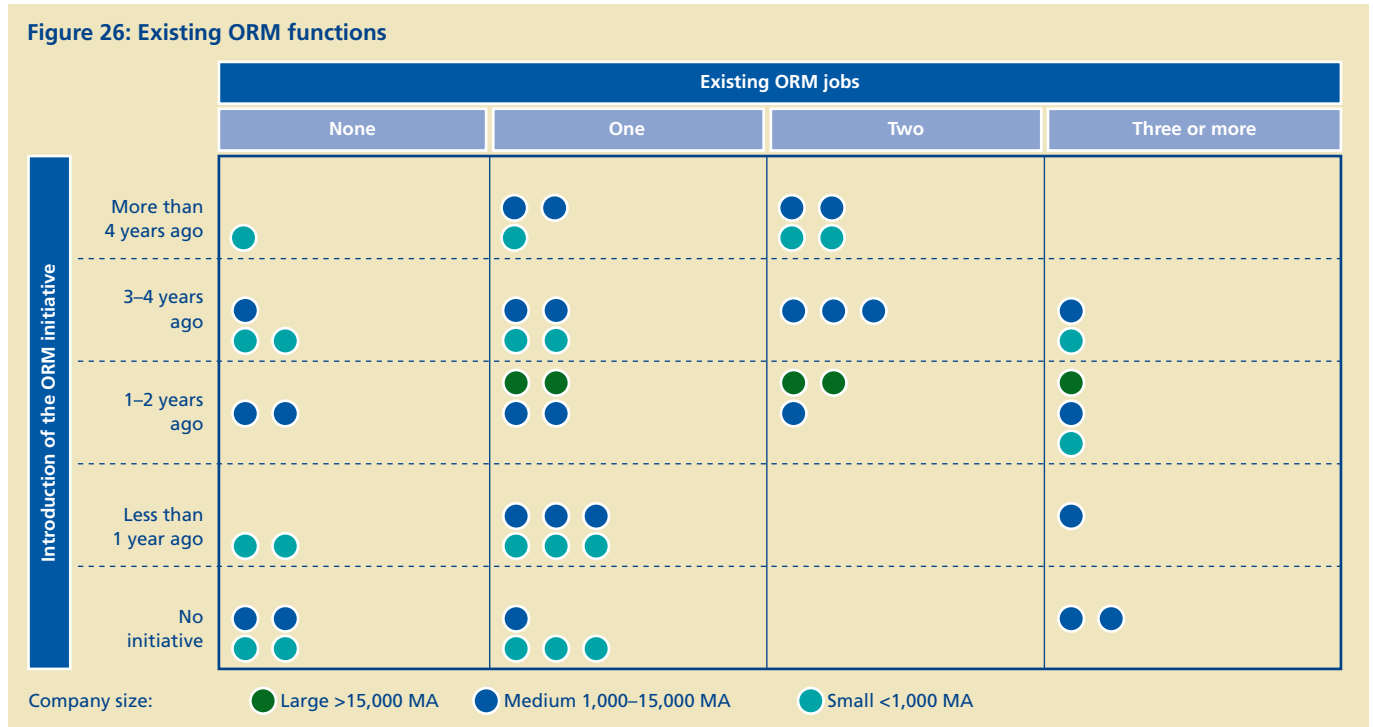 Figure 26: Existing ORM functions
Existing ORM jobs
None
One
Two
Three or more
Introduction of the ORM initiative
More than
4 years ago
3–4 years
ago
1–2 years
ago
Less than
1 year ago
No
initiative
Company size:
Large >15,000 MA
Medium 1,000–15,000 MA
Small <1,000 MA